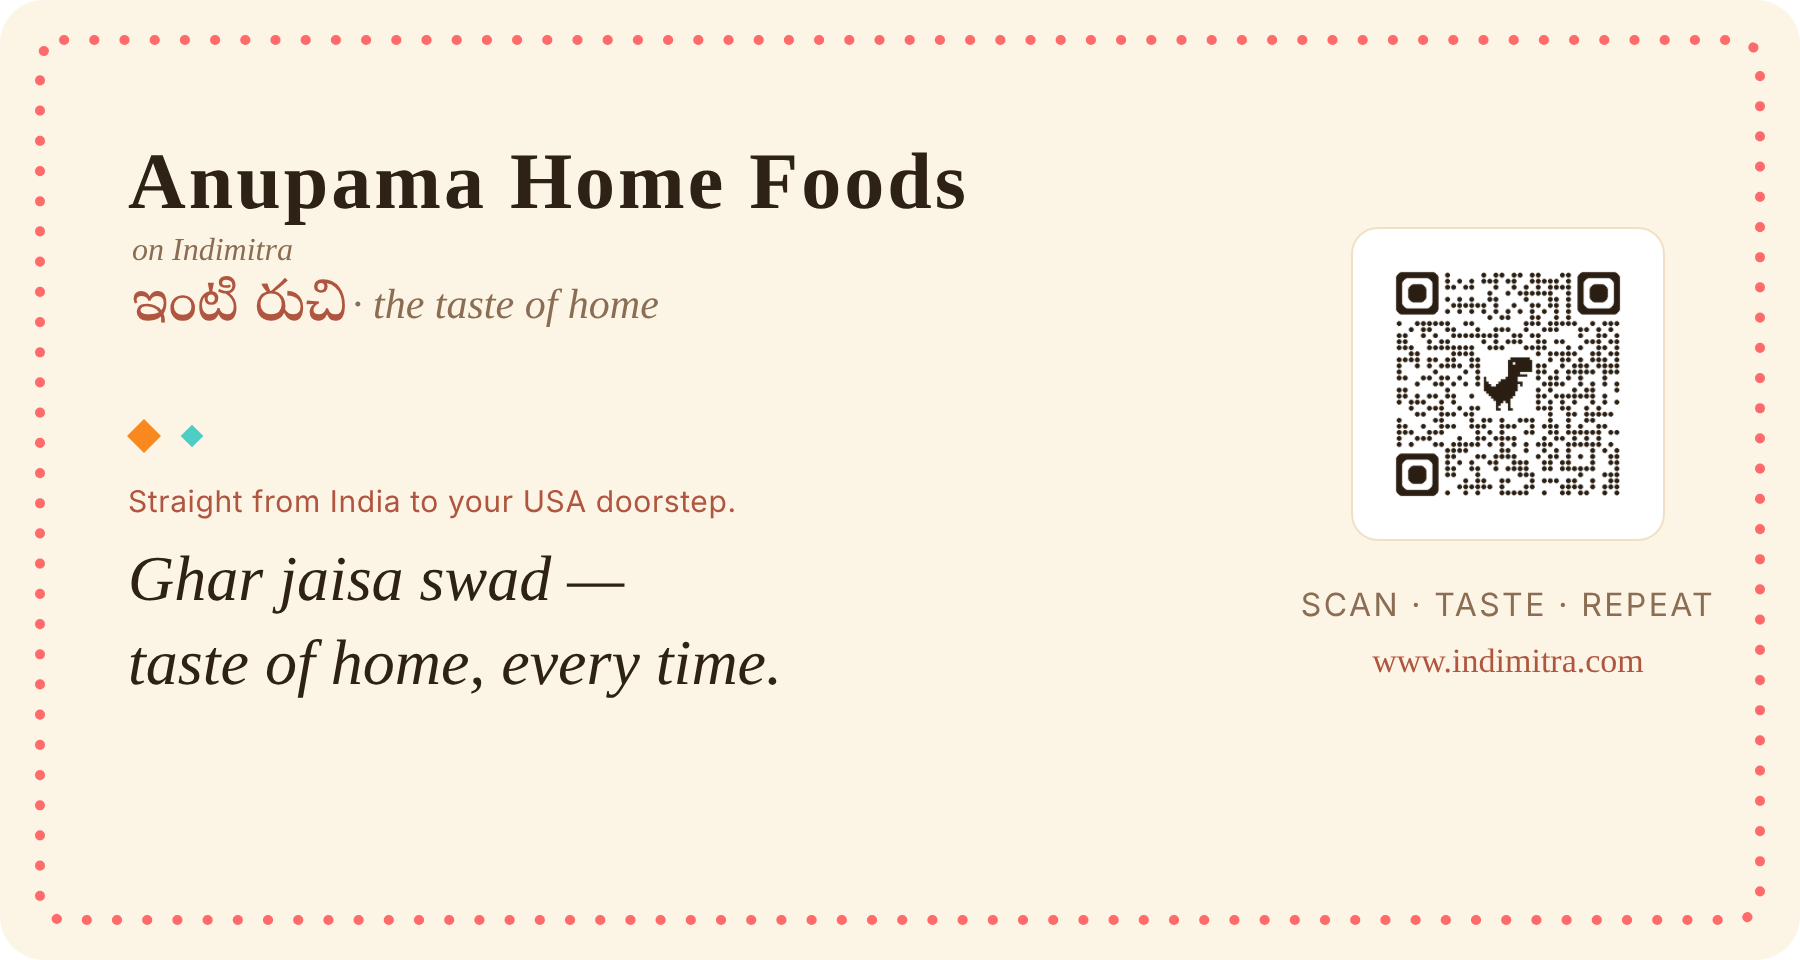 Anupama Home Foods
on Indimitra
ఇంటి రుచి · the taste of home
Straight from India to your USA doorstep.
Ghar jaisa swad —
taste of home, every time.
SCAN · TASTE · REPEAT
www.indimitra.com